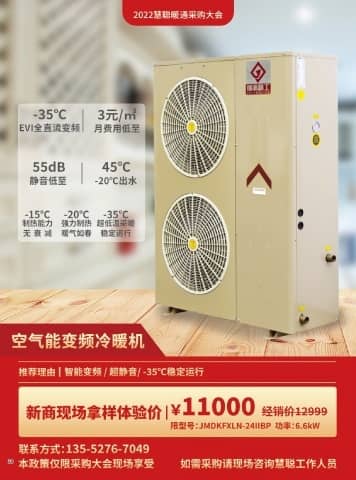 2022慧聪暖通采购大会
-35℃
EVI全直流变频
3元/㎡
月费用低至
55dB
静音低至
45℃
-20℃出水
-15℃
制热能力
无 衰 减
-20℃
强力制热
暖气如春
-35℃
超低温采暖
稳定运行
空气能变频冷暖机
推荐理由 | 智能变频 / 超静音 / -35℃稳定运行
新商现场拿样体验价 | ¥11000 经销价12999
限型号：JMDKFXLN-24IIBP 功率：6.6kW
联系方式：135-5276-7049
本政策仅限采购大会现场享受 如需采购请现场咨询慧聪工作人员